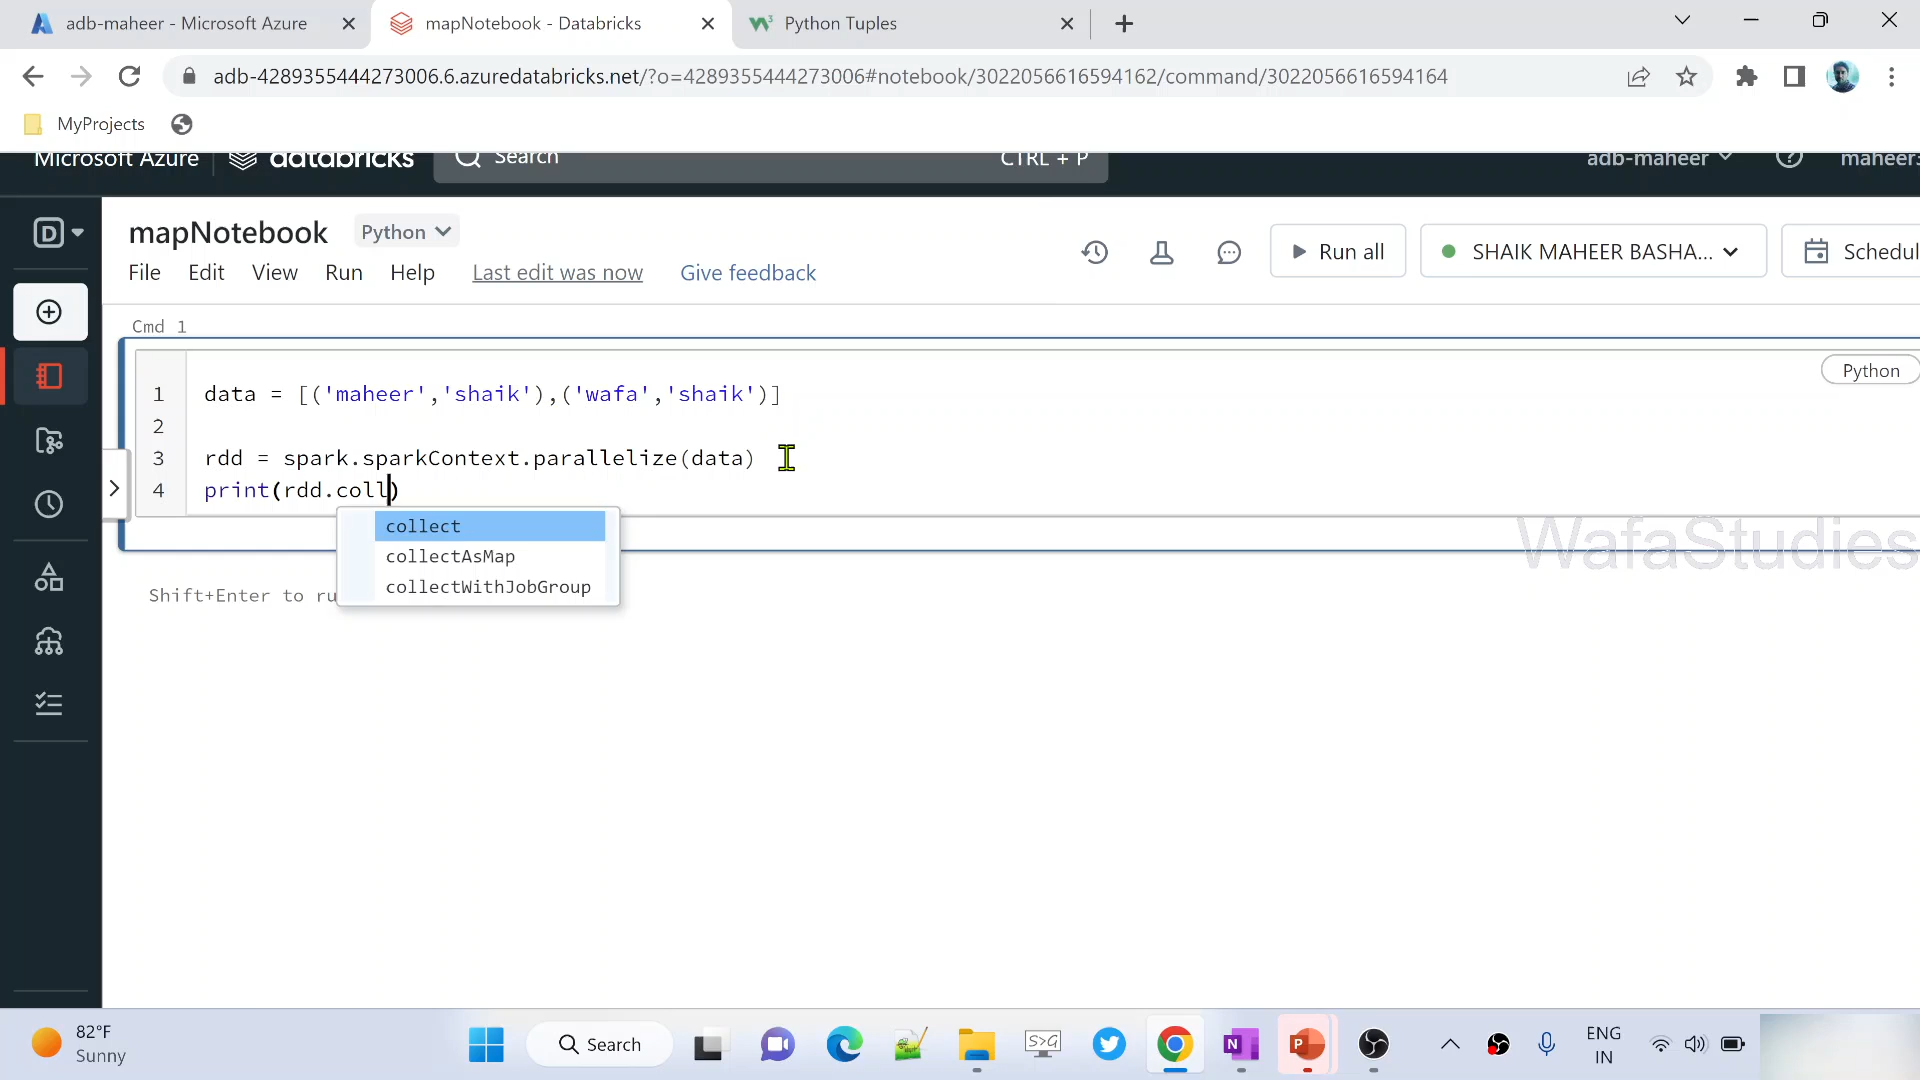 adb-maheer - Microsoft Azure
mapNotebook - Databricks
Python Tuples
adb-4289355444273006.6.azuredatabricks.net/?o=4289355444273006#notebook/3022056616594162/command/3022056616594164
MyProjects
Microsoft Azure
databricks
Search
CTRL + P
adb-maheer
maheer
mapNotebook
Python
File Edit View Run Help
Last edit was now
Give feedback
Run all
SHAIK MAHEER BASHA...
Schedul
Cmd 1
Python
1 data = [('maheer','shaik'),('wafa','shaik')]
2
3 rdd = spark.sparkContext.parallelize(data)
4 print(rdd.coll)
collect
collectAsMap
collectWithJobGroup
WafaStudies
Shift+Enter to ru
82°F
Sunny
Search
S>G
ENG
IN